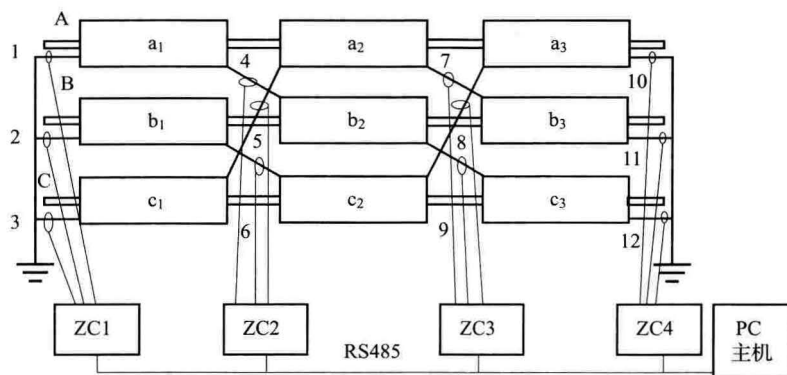 A
1
a₁
4
a₂
7
a₃
10
B
2
b₁
5
b₂
8
b₃
11
C
3
c₁
6
c₂
9
c₃
12
ZC1
ZC2
ZC3
ZC4
PC
主机
RS485